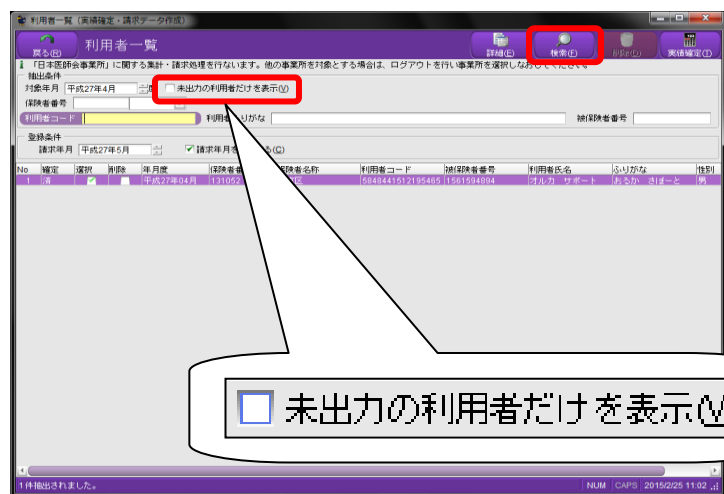 利用者一覧 (実績確定・請求データ作成)
戻る(R) 利用者一覧 詳細(E) 検索(F) 削除(D) 実績確定(T)
「日本医師会事業所」に関する集計・請求処理を行ないます。他の事業所を対象とする場合は、ログアウトを行い事業所を選択しなおしてください。
抽出条件
対象年月 平成27年4月 未出力の利用者だけを表示(V)
保険者番号
利用者コード 利用者ふりがな 被保険者番号
登録条件
請求年月 平成27年5月 請求年月を
No 確定 選択 削除 年月度 保険者番 保険者名称 利用者コード 被保険者番号 利用者氏名 ふりがな 性別
1 済 平成27年04月 131052 区 5848441512195465 1561594894 オルカ サポート おるか さぽーと 男
未出力の利用者だけを表示(V
1件抽出されました。 NUM CAPS 2015/2/25 11:02